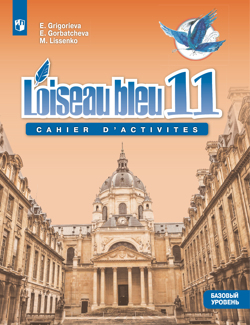 E. Grigorieva
E. Gorbatcheva
M. Lissenko
L'oiseau bleu 11
CAHIER D'ACTIVITES
БАЗОВЫЙ
УРОВЕНЬ